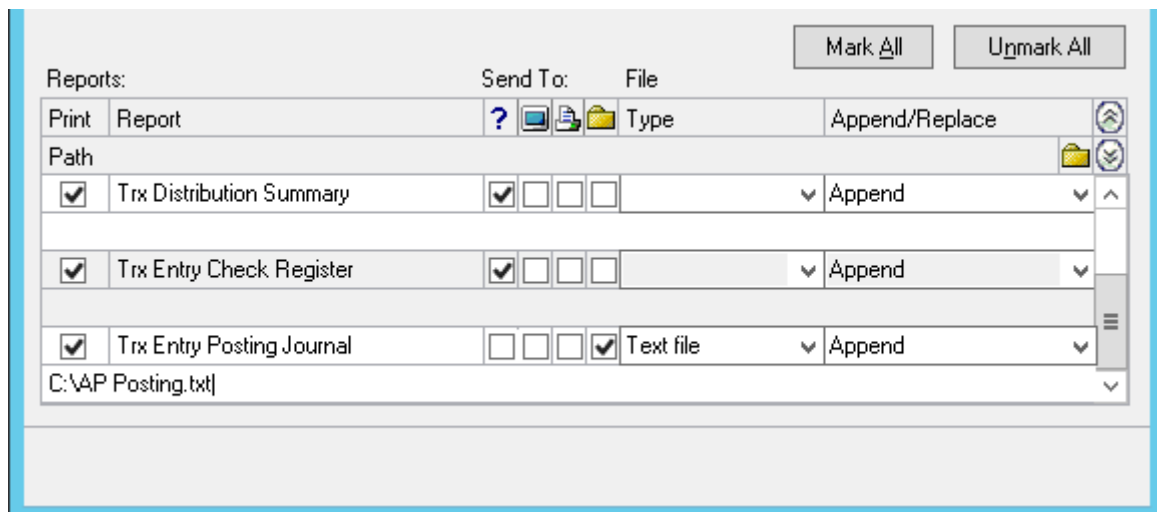 Mark All Unmark All
Reports: Send To: File
Print Report ? Type Append/Replace
Path
Trx Distribution Summary Append
Trx Entry Check Register Append
Trx Entry Posting Journal Text file Append
C:\AP Posting.txt